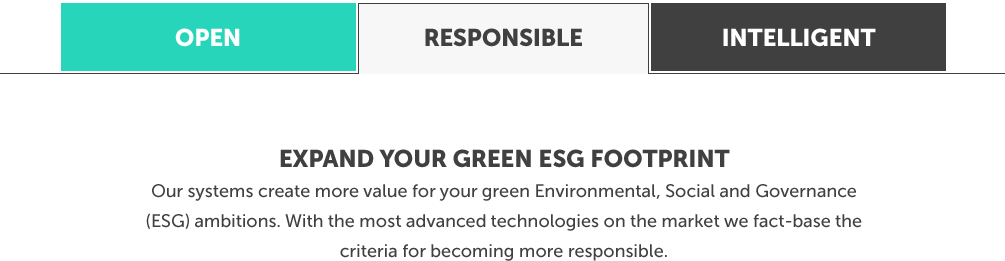 OPEN
RESPONSIBLE
INTELLIGENT
EXPAND YOUR GREEN ESG FOOTPRINT
Our systems create more value for your green Environmental, Social and Governance
(ESG) ambitions. With the most advanced technologies on the market we fact-base the
criteria for becoming more responsible.